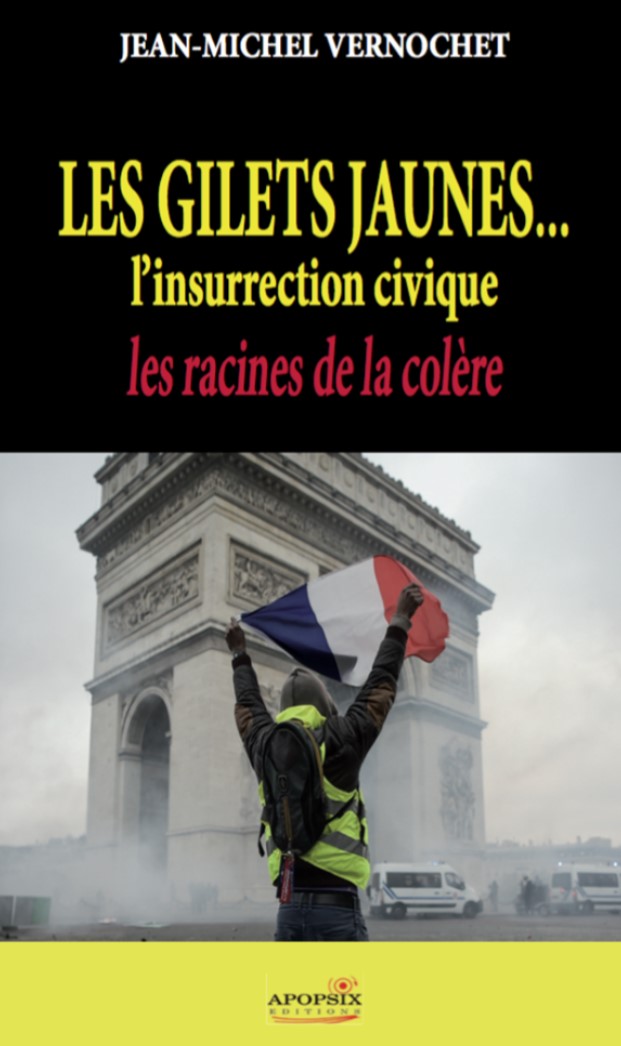 JEAN-MICHEL VERNOCHET
LES GILETS JAUNES...
l'insurrection civique
les racines de la colère
APOPSIX
EDITIONS